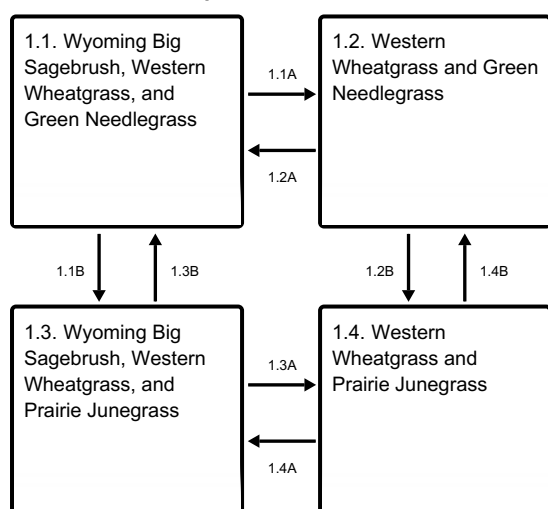 1.1. Wyoming Big
Sagebrush, Western
Wheatgrass, and
Green Needlegrass
1.1A
1.2A
1.2. Western
Wheatgrass and Green
Needlegrass
1.1B
1.3B
1.2B
1.4B
1.3. Wyoming Big
Sagebrush, Western
Wheatgrass, and
Prairie Junegrass
1.3A
1.4A
1.4. Western
Wheatgrass and
Prairie Junegrass